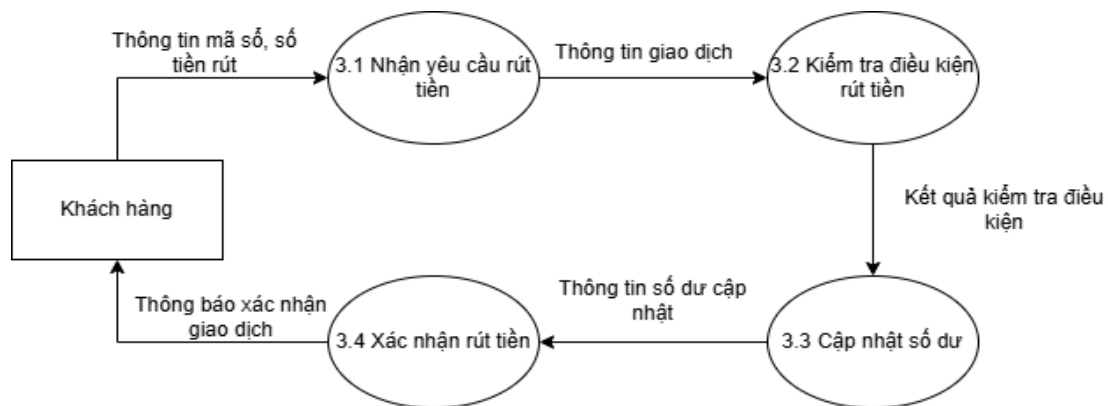 Thông tin mã sổ, số
tiền rút
3.1 Nhận yêu cầu rút
tiền
Thông tin giao dịch
3.2 Kiểm tra điều kiện
rút tiền
Khách hàng
Kết quả kiểm tra điều
kiện
Thông báo xác nhận
giao dịch
3.4 Xác nhận rút tiền
Thông tin số dư cập
nhật
3.3 Cập nhật số dư